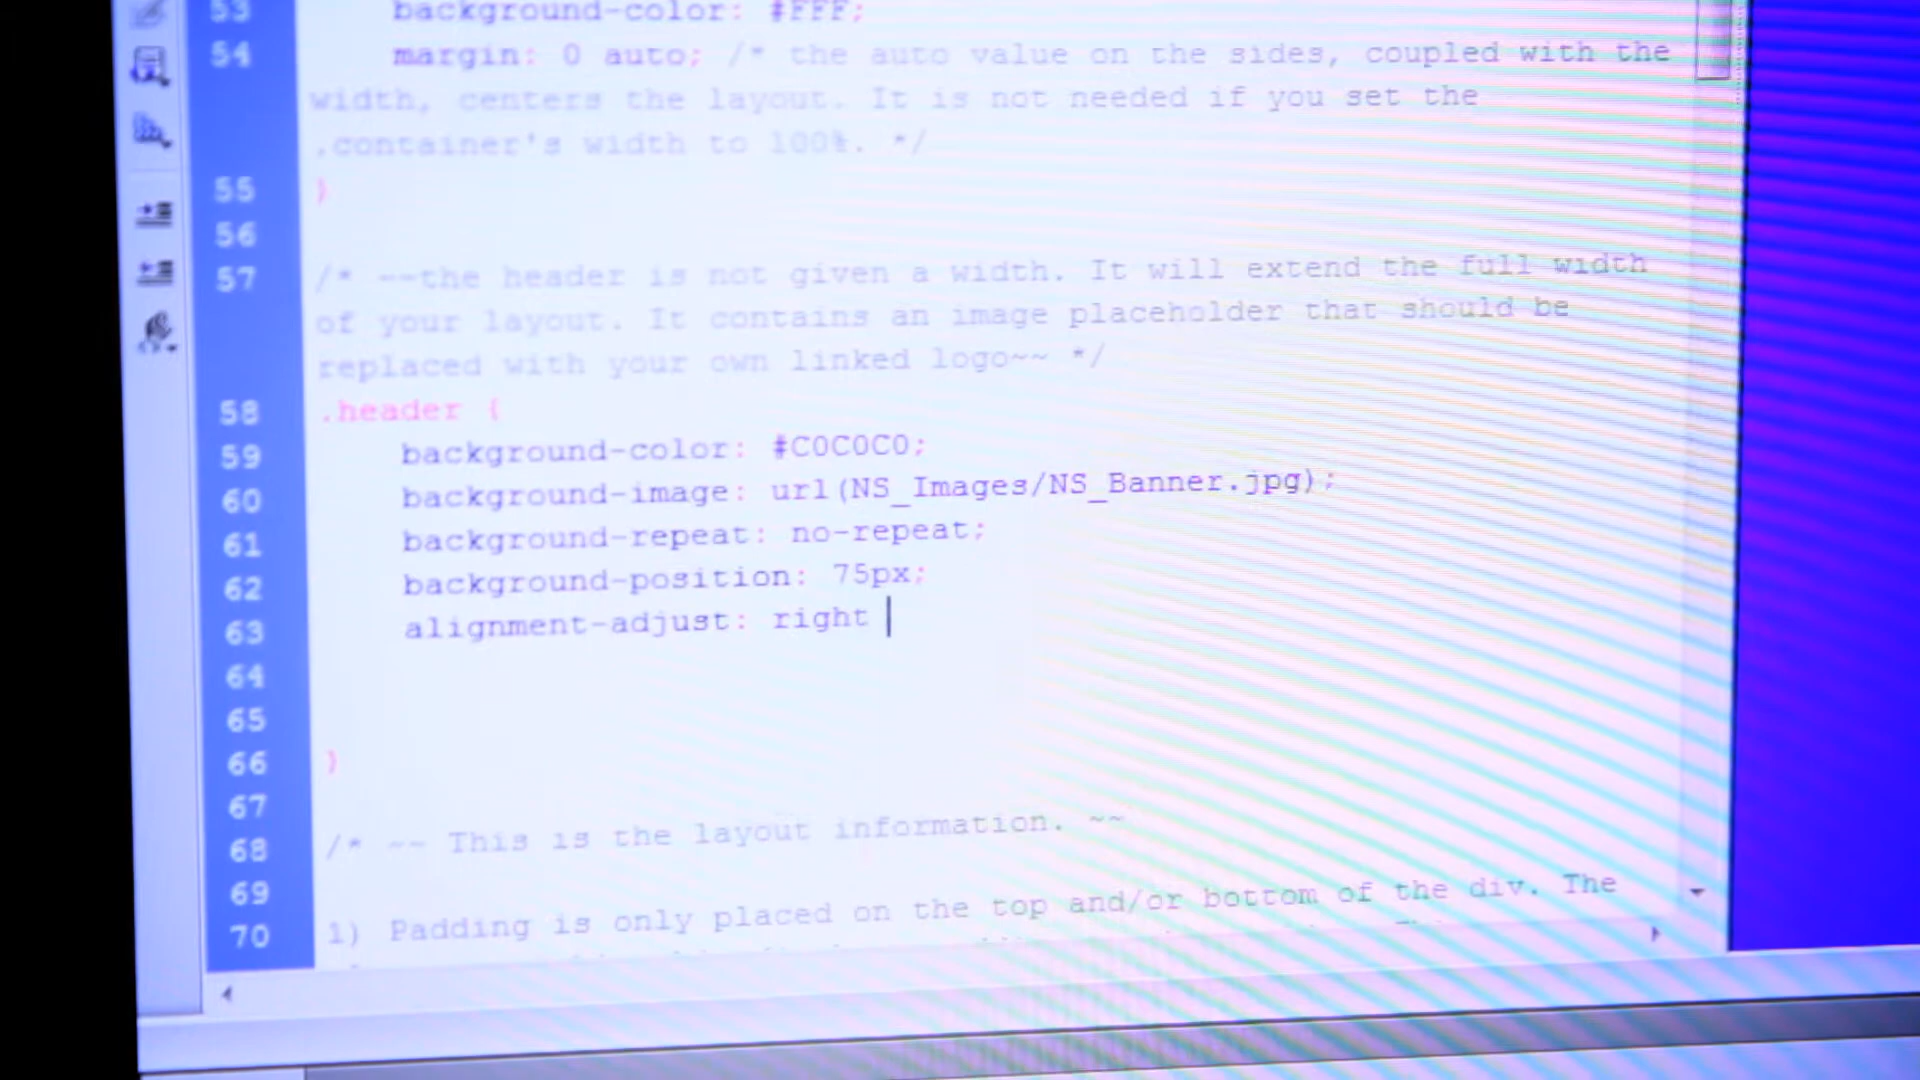 53 background-color: #FFF;
54 margin: 0 auto; /* the auto value on the sides, coupled with the
width, centers the layout. It is not needed if you set the
.container's width to 100%. */
55 }
56
57 /* ~~the header is not given a width. It will extend the full width
of your layout. It contains an image placeholder that should be
replaced with your own linked logo~~ */
58 .header {
59 background-color: #C0C0C0;
60 background-image: url(NS_Images/NS_Banner.jpg);
61 background-repeat: no-repeat;
62 background-position: 75px;
63 alignment-adjust: right
64
65
66 }
67
68 /* ~~ This is the layout information. ~~
69
70 1) Padding is only placed on the top and/or bottom of the div. The